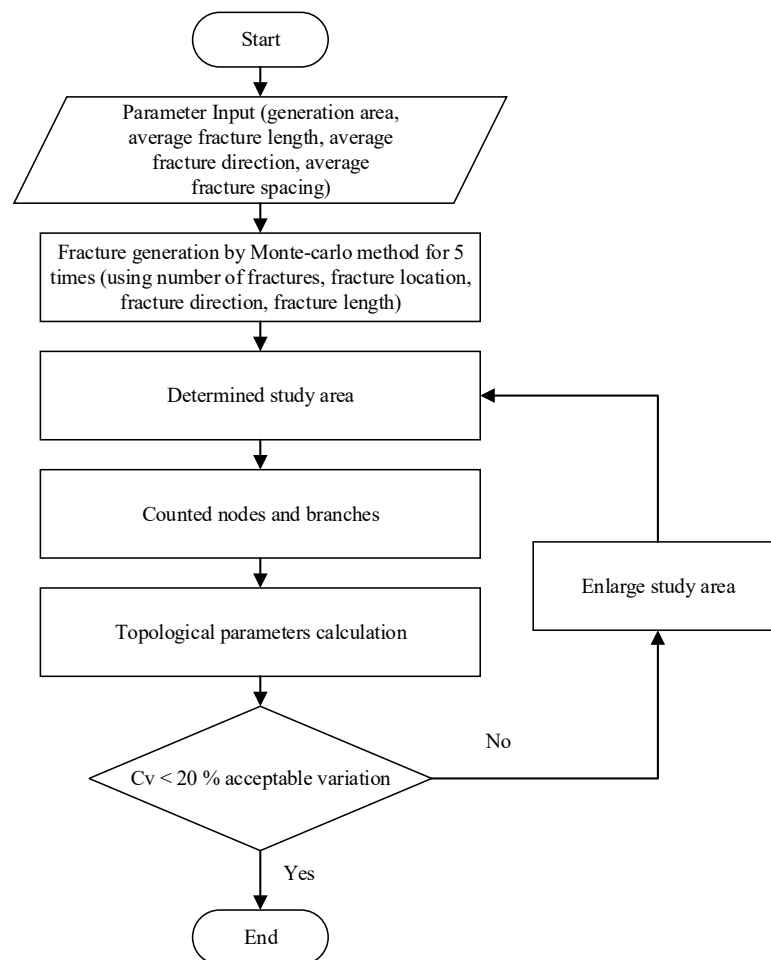 Start
Parameter Input (generation area,
average fracture length, average
fracture direction, average
fracture spacing)
Fracture generation by Monte-carlo method for 5
times (using number of fractures, fracture location,
fracture direction, fracture length)
Determined study area
Counted nodes and branches
Enlarge study area
Topological parameters calculation
No
Cv < 20 % acceptable variation
Yes
End